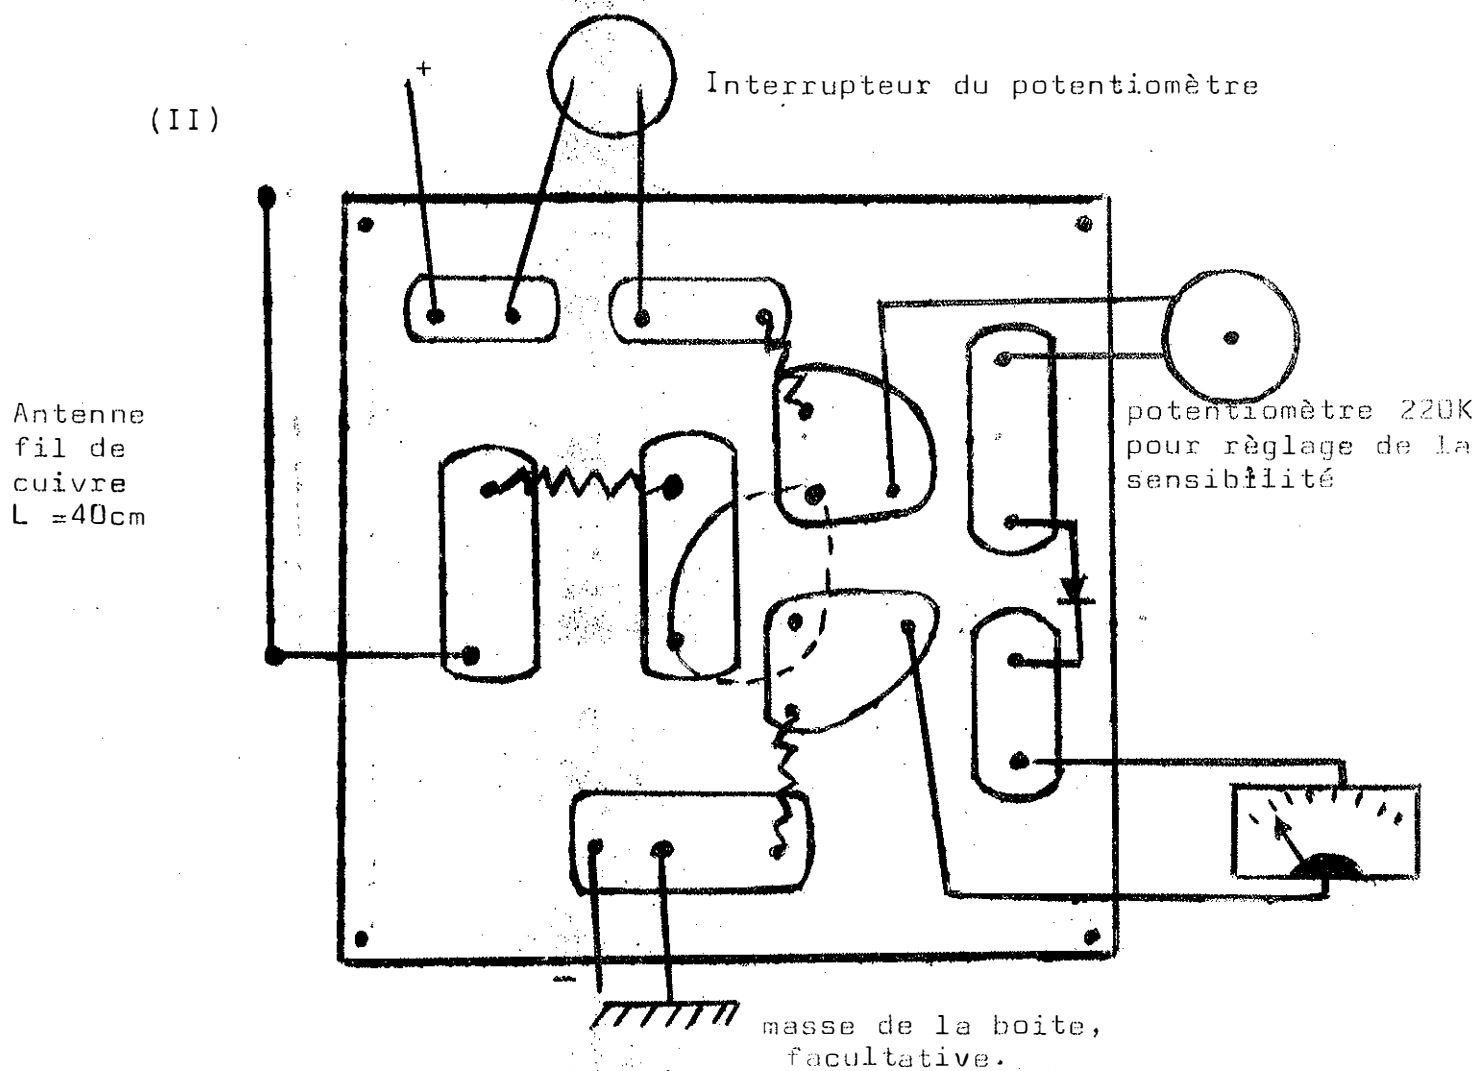 +
Interrupteur du potentiomètre
(II)
Antenne
fil de
cuivre
L =40cm
potentiomètre 220K
pour règlage de la
sensibilité
-
masse de la boite,
facultative.